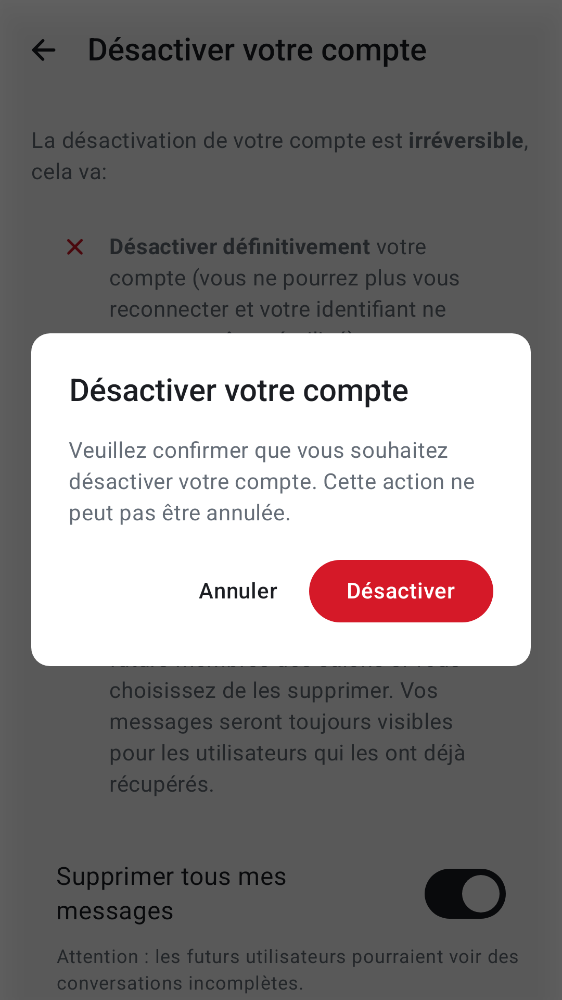 Désactiver votre compte
La désactivation de votre compte est irréversible,
cela va:
Désactiver définitivement votre
compte (vous ne pourrez plus vous
reconnecter et votre identifiant ne
Désactiver votre compte
Veuillez confirmer que vous souhaitez
désactiver votre compte. Cette action ne
peut pas être annulée.
Annuler
Désactiver
choisissez de les supprimer. Vos
messages seront toujours visibles
pour les utilisateurs qui les ont déjà
récupérés.
Supprimer tous mes
messages
Attention : les futurs utilisateurs pourraient voir des
conversations incomplètes.